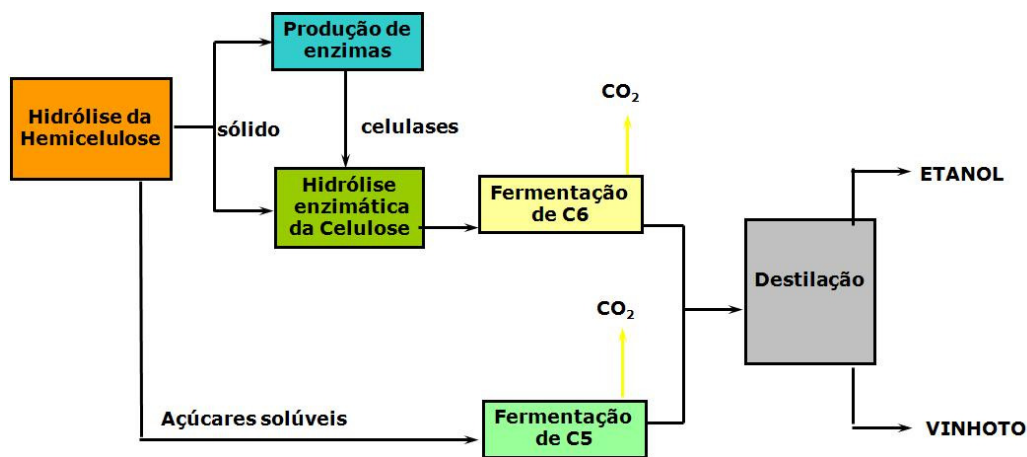 Produção de
enzimas
CO₂
Hidrólise da
Hemicelulose
sólido
celulases
Hidrólise
enzimática
da Celulose
Fermentação
de C6
ETANOL
Destilação
CO₂
Açúcares solúveis
Fermentação
de C5
VINHOTO